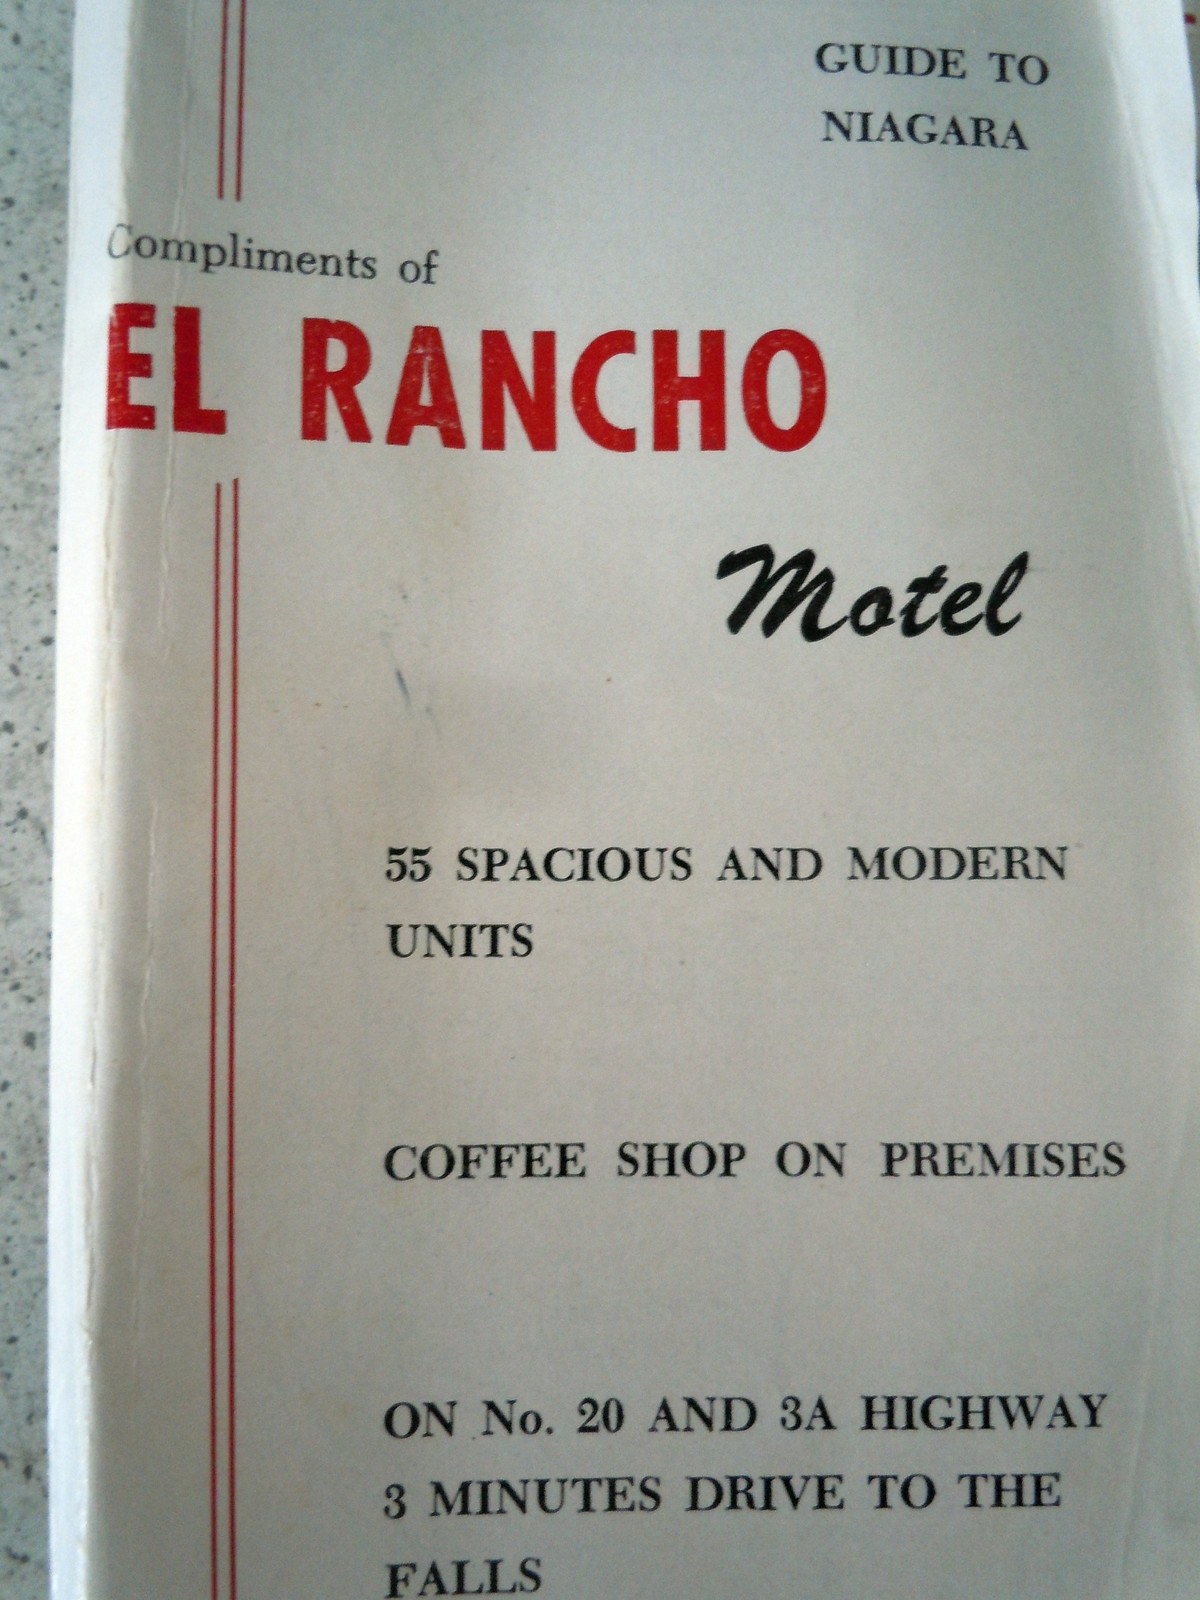 GUIDE TO
NIAGARA
Compliments of
EL RANCHO
Motel
55 SPACIOUS AND MODERN
UNITS
COFFEE SHOP ON PREMISES
ON No. 20 AND 3A HIGHWAY
3 MINUTES DRIVE TO THE
FALLS